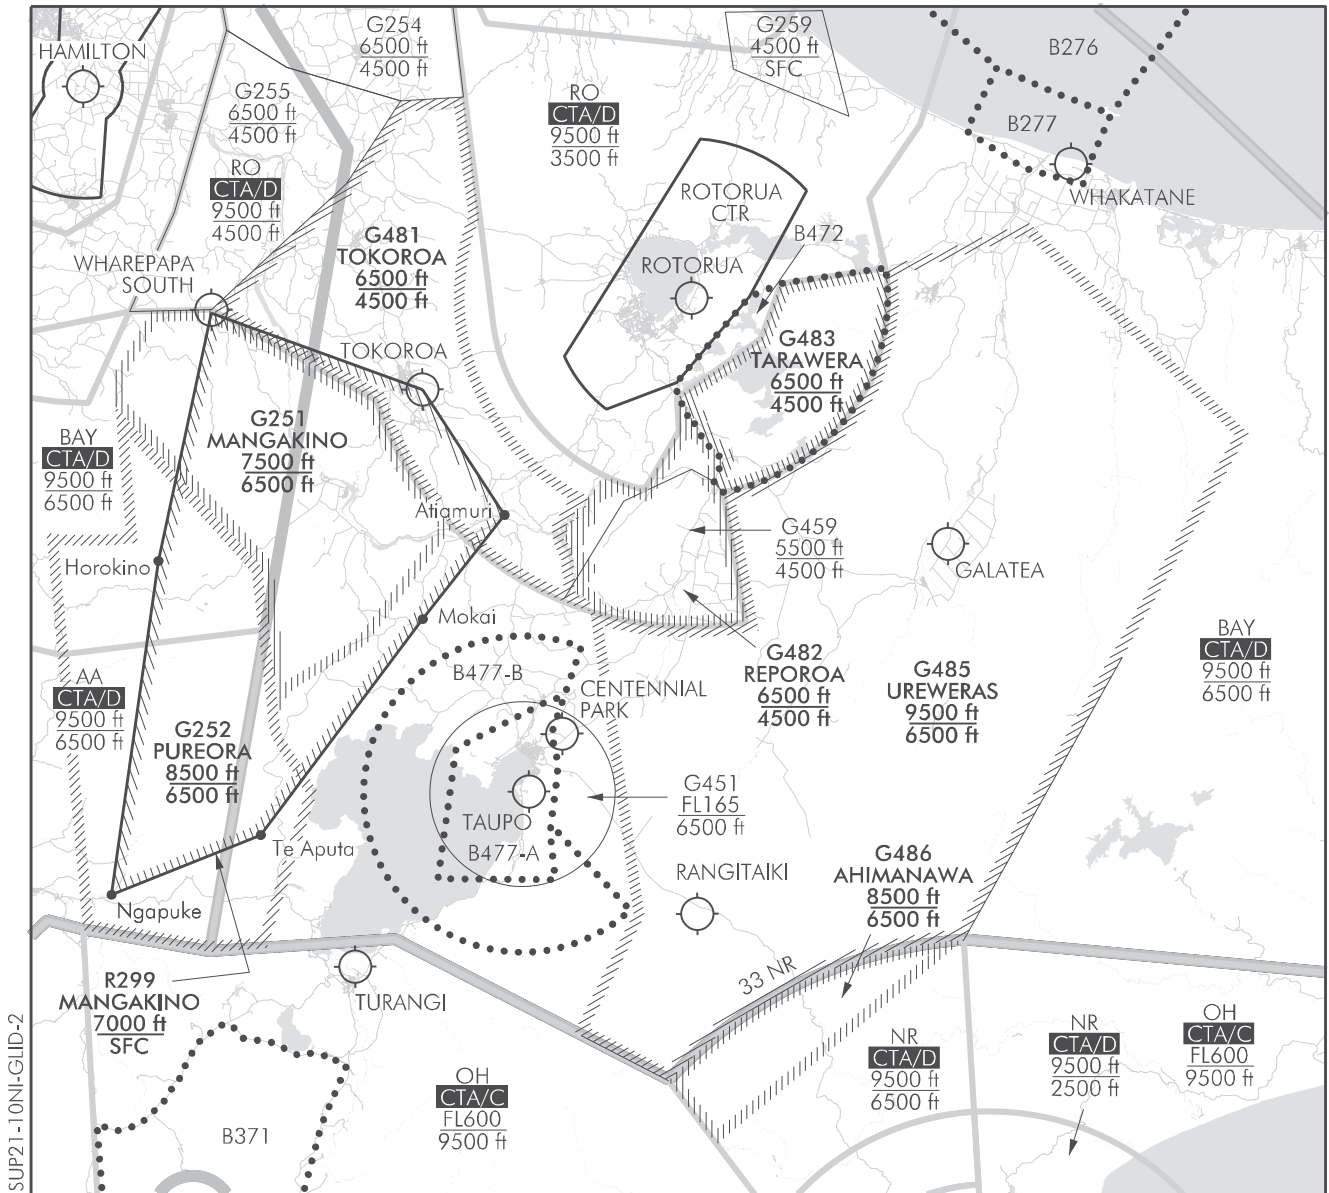 HAMILTON
G254
6500 ft
4500 ft
G259
4500 ft
SFC
B276
G255
6500 ft
4500 ft
RO
CTA/D
9500 ft
3500 ft
B277
RO
CTA/D
9500 ft
4500 ft
ROTORUA
CTR
WHAKATANE
G481
TOKOROA
6500 ft
4500 ft
B472
WHAREPAPA
SOUTH
ROTORUA
TOKOROA
G483
TARAWERA
6500 ft
4500 ft
G251
MANGAKINO
7500 ft
6500 ft
BAY
CTA/D
9500 ft
6500 ft
Atiamuri
G459
5500 ft
4500 ft
Horokino
GALATEA
Mokai
BAY
CTA/D
9500 ft
6500 ft
G482
REPOROA
6500 ft
4500 ft
G485
UREWERAS
9500 ft
6500 ft
B477-B
AA
CTA/D
9500 ft
6500 ft
CENTENNIAL
PARK
G252
PUREORA
8500 ft
6500 ft
G451
FL165
6500 ft
TAUPO
Te Aputa
B477-A
G486
AHIMANAWA
8500 ft
6500 ft
RANGITAIKI
Ngapuke
33 NR
R299
MANGAKINO
7000 ft
SFC
TURANGI
NR
CTA/D
9500 ft
6500 ft
NR
CTA/D
9500 ft
2500 ft
OH
CTA/C
FL600
9500 ft
OH
CTA/C
FL600
9500 ft
B371
SUP21-10NI-GLID-2